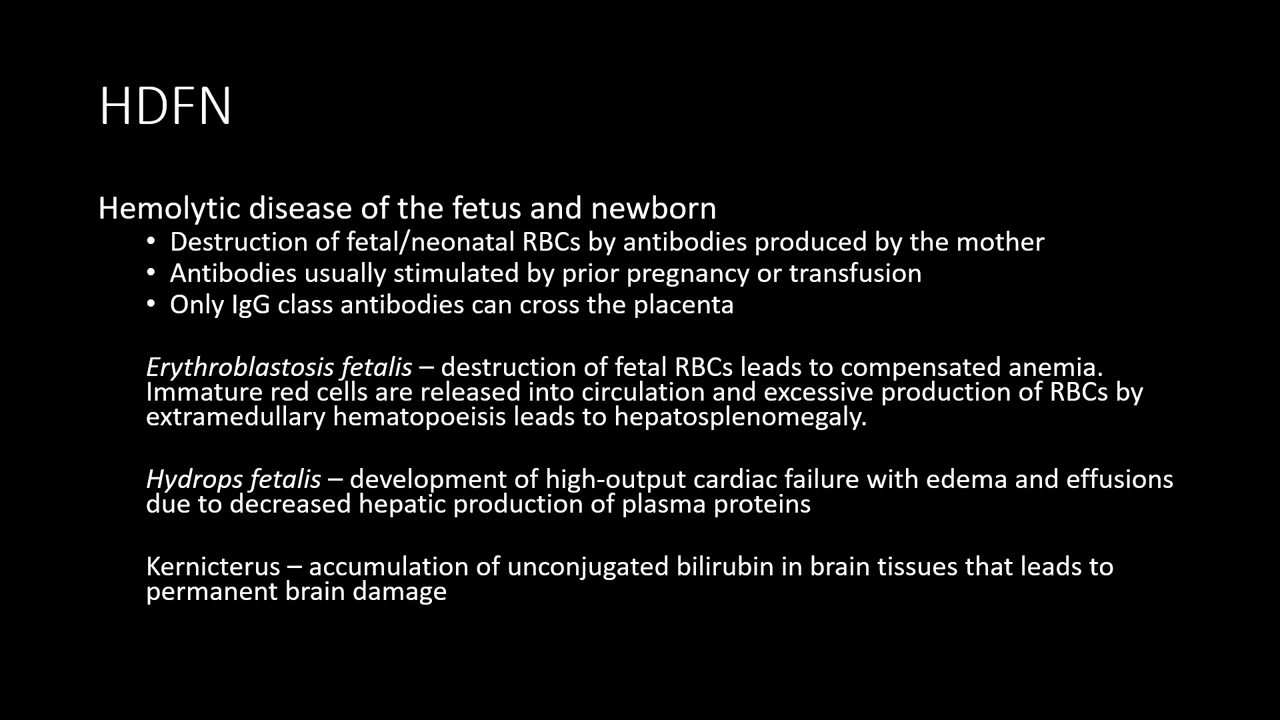 HDFN
Hemolytic disease of the fetus and newborn
• Destruction of fetal/neonatal RBCs by antibodies produced by the mother
• Antibodies usually stimulated by prior pregnancy or transfusion
• Only IgG class antibodies can cross the placenta
Erythroblastosis fetalis – destruction of fetal RBCs leads to compensated anemia.
Immature red cells are released into circulation and excessive production of RBCs by
extramedullary hematopoeisis leads to hepatosplenomegaly.
Hydrops fetalis – development of high-output cardiac failure with edema and effusions
due to decreased hepatic production of plasma proteins
Kernicterus – accumulation of unconjugated bilirubin in brain tissues that leads to
permanent brain damage